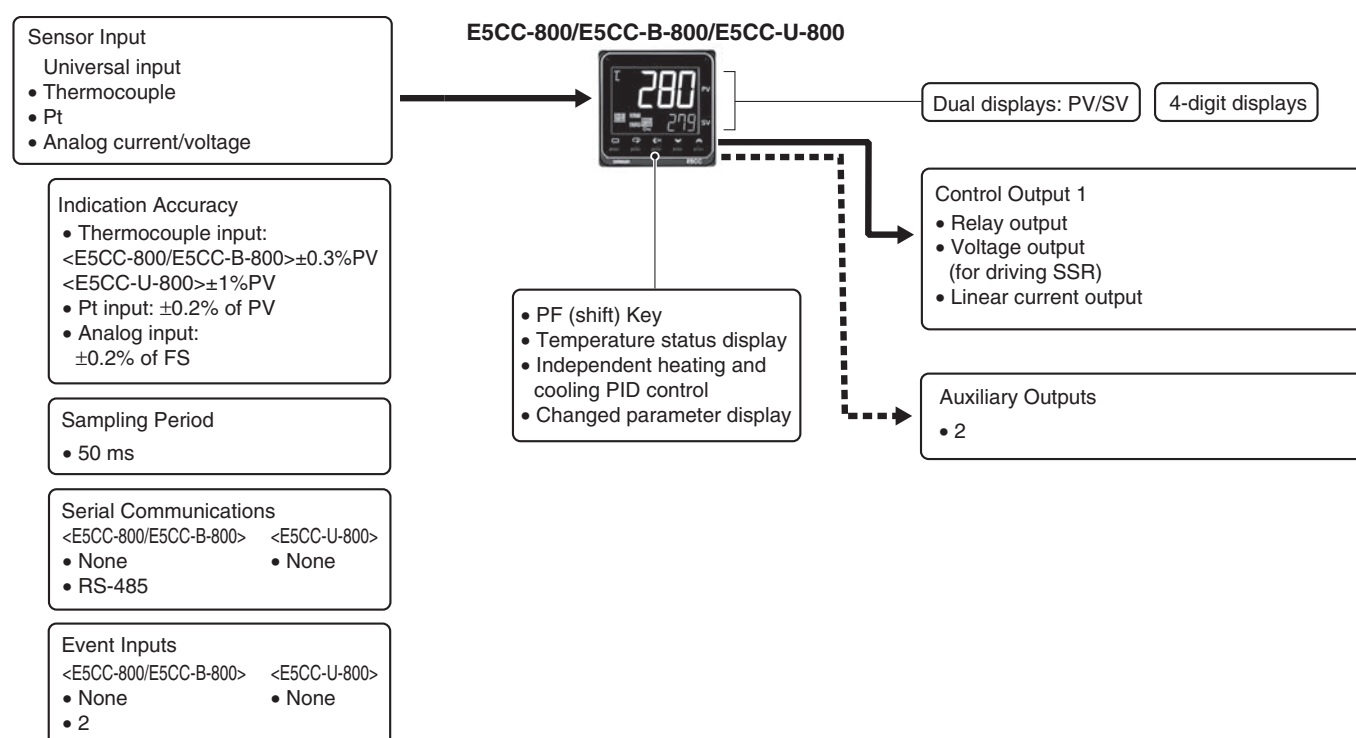 Sensor Input
Universal input
• Thermocouple
• Pt
• Analog current/voltage
Indication Accuracy
• Thermocouple input:
<E5CC-800/E5CC-B-800>±0.3%PV
<E5CC-U-800>±1%PV
• Pt input: ±0.2% of PV
• Analog input:
±0.2% of FS
Sampling Period
• 50 ms
Serial Communications
<E5CC-800/E5CC-B-800> <E5CC-U-800>
• None • None
• RS-485
Event Inputs
<E5CC-800/E5CC-B-800> <E5CC-U-800>
• None • None
• 2
E5CC-800/E5CC-B-800/E5CC-U-800
280
PV
279
SV
OMRON E5CC
• PF (shift) Key
• Temperature status display
• Independent heating and
cooling PID control
• Changed parameter display
Dual displays: PV/SV
4-digit displays
Control Output 1
• Relay output
• Voltage output
(for driving SSR)
• Linear current output
Auxiliary Outputs
• 2